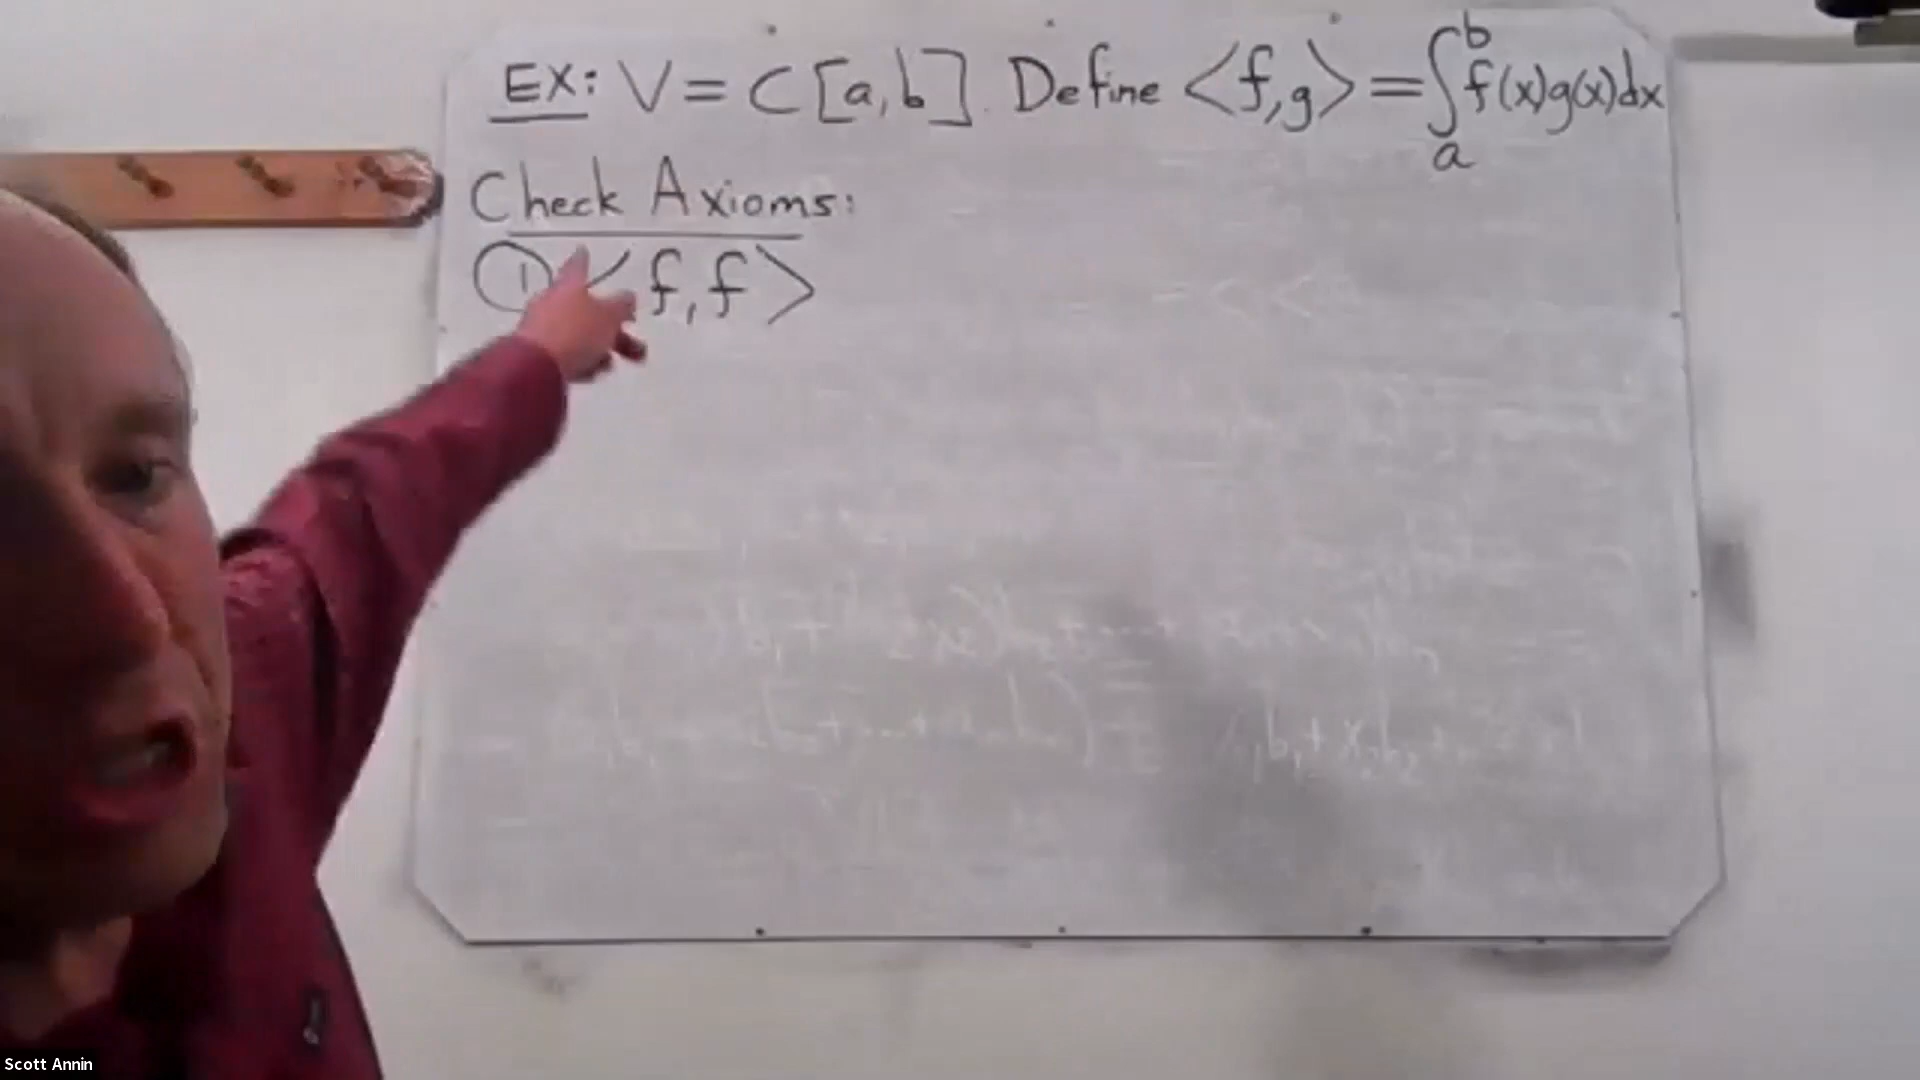 EX: V = C[a,b]. Define <f,g> = ∫_a^b f(x)g(x)dx
Check Axioms:
① <f,f>
Scott Annin